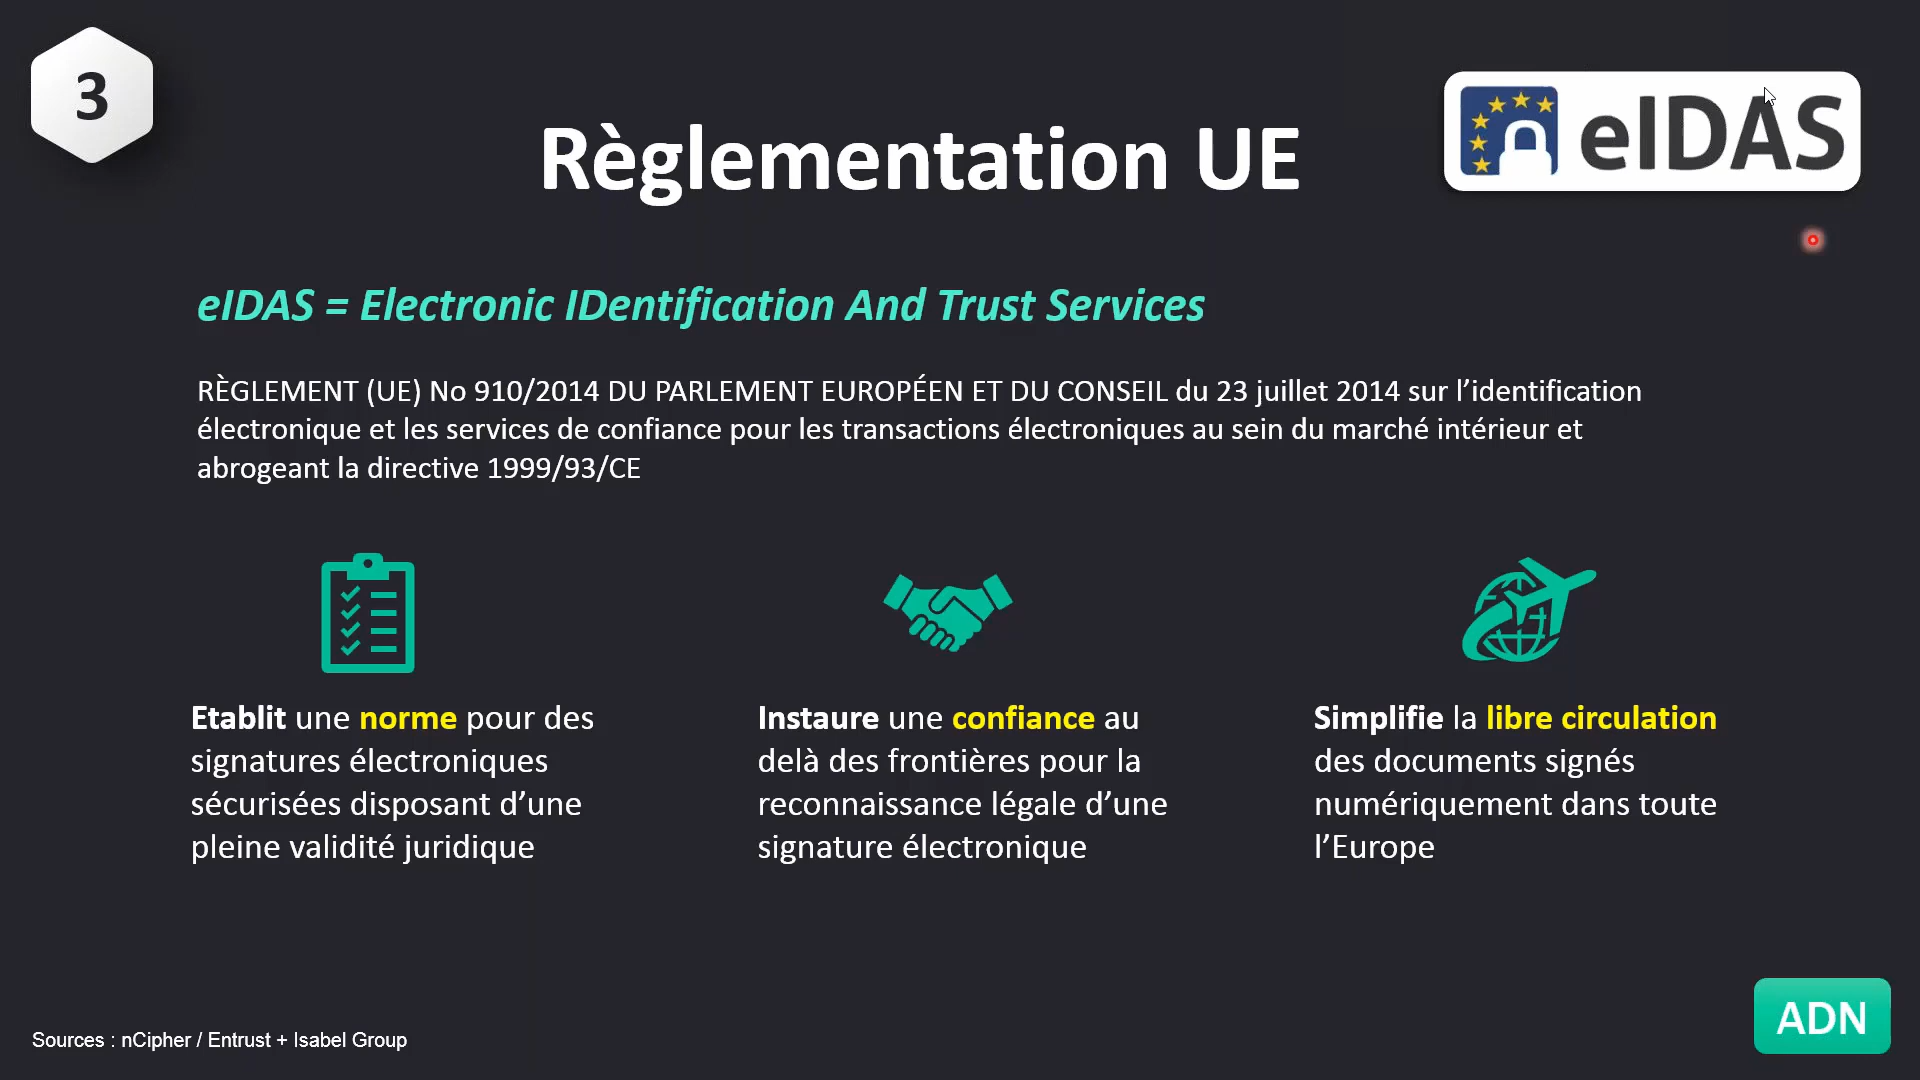 3
Règlementation UE
eIDAS
eIDAS = Electronic IDentification And Trust Services
RÈGLEMENT (UE) No 910/2014 DU PARLEMENT EUROPÉEN ET DU CONSEIL du 23 juillet 2014 sur l’identification
électronique et les services de confiance pour les transactions électroniques au sein du marché intérieur et
abrogeant la directive 1999/93/CE
Etablit une norme pour des
signatures électroniques
sécurisées disposant d’une
pleine validité juridique
Instaure une confiance au
delà des frontières pour la
reconnaissance légale d’une
signature électronique
Simplifie la libre circulation
des documents signés
numériquement dans toute
l’Europe
Sources : nCipher / Entrust + Isabel Group
ADN